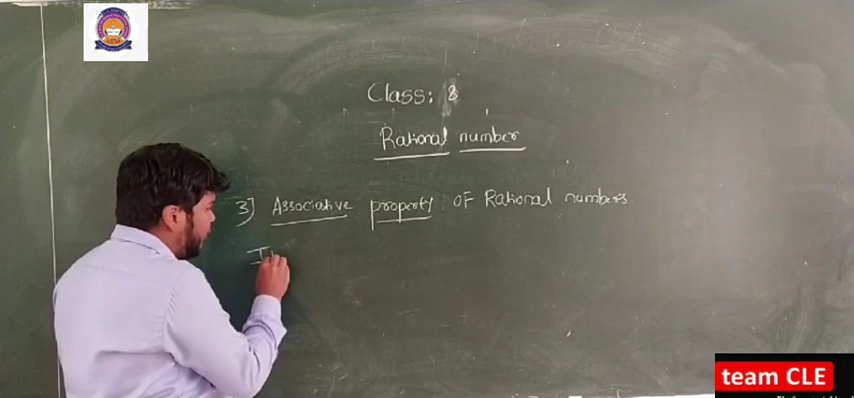 Class: 8
Rational number
3] Associative property OF Rational numbers.
team CLE